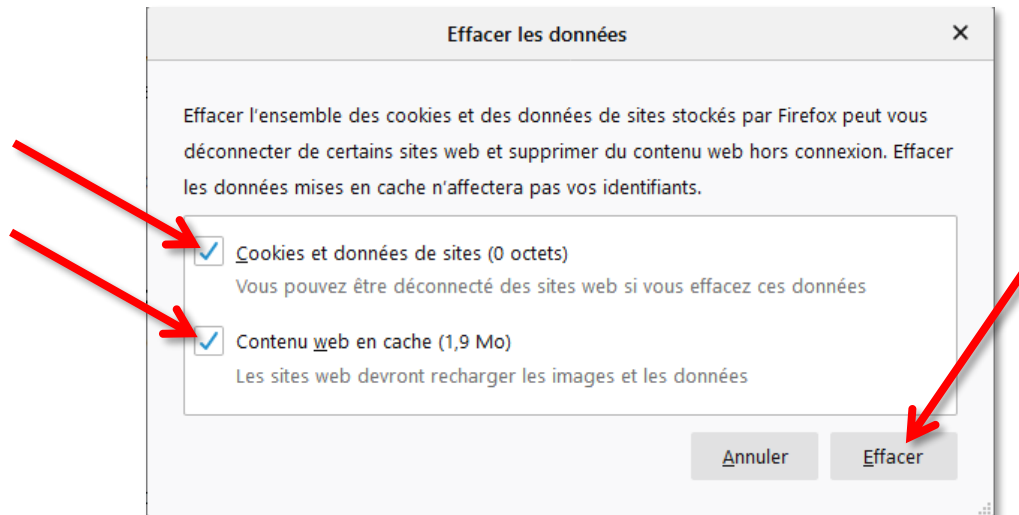 Effacer les données
Effacer l'ensemble des cookies et des données de sites stockés par Firefox peut vous
déconnecter de certains sites web et supprimer du contenu web hors connexion. Effacer
les données mises en cache n'affectera pas vos identifiants.
Cookies et données de sites (0 octets)
Vous pouvez être déconnecté des sites web si vous effacez ces données
Contenu web en cache (1,9 Mo)
Les sites web devront recharger les images et les données
Annuler
Effacer